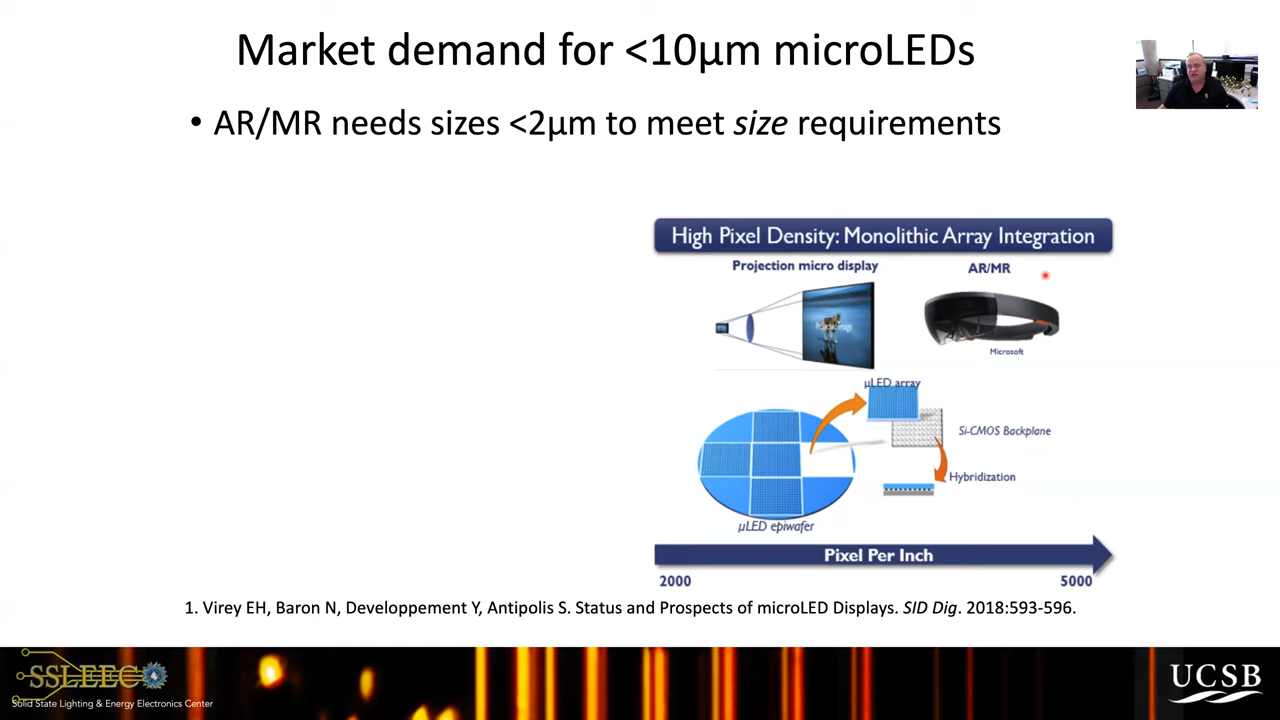 Market demand for <10µm microLEDs
• AR/MR needs sizes <2µm to meet size requirements
High Pixel Density: Monolithic Array Integration
Projection micro display
AR/MR
Projected image
Microsoft
µLED array
Si-CMOS Backplane
Hybridization
µLED epiwafer
Pixel Per Inch
2000
5000
1. Virey EH, Baron N, Developpement Y, Antipolis S. Status and Prospects of microLED Displays. SID Dig. 2018:593-596.
SSLEEC
Solid State Lighting & Energy Electronics Center
UCSB